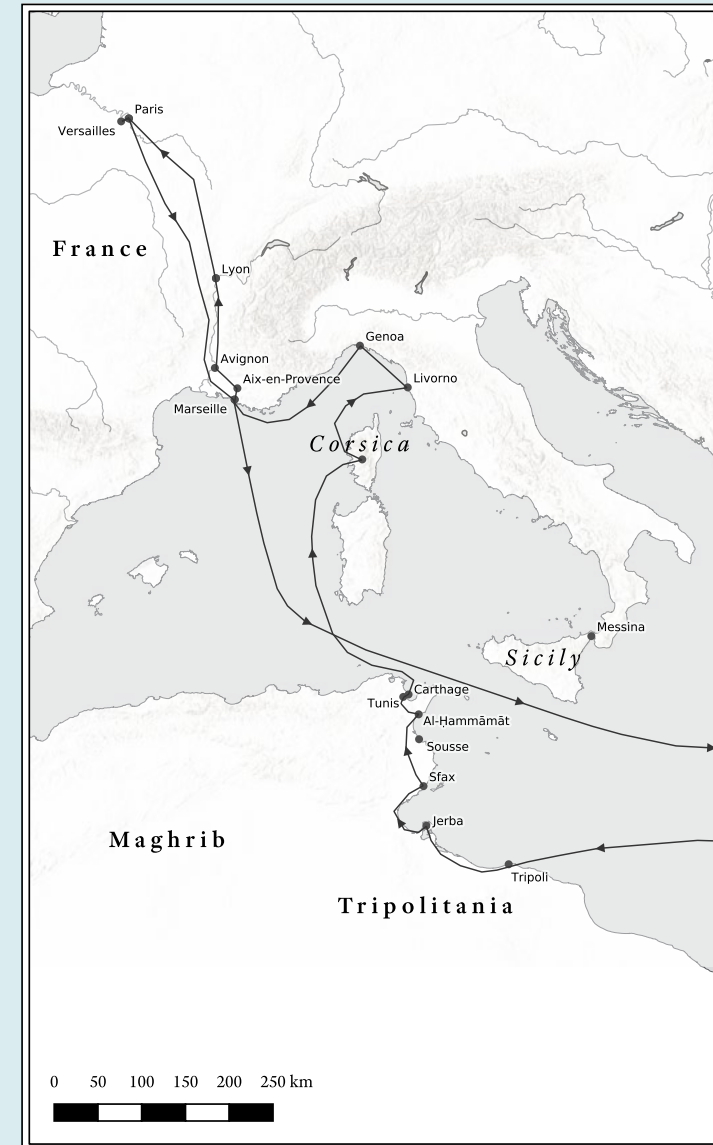 Paris
Versailles
France
Lyon
Genoa
Avignon
Aix-en-Provence
Livorno
Marseille
Corsica
Messina
Sicily
Carthage
Tunis
Al-Ḥammāmāt
Sousse
Sfax
Jerba
Maghrib
Tripoli
Tripolitania
0 50 100 150 200 250 km